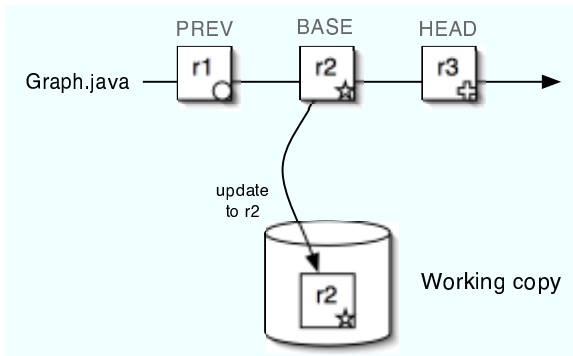 PREV BASE HEAD
Graph.java r1 r2 r3
update
to r2
r2
Working copy